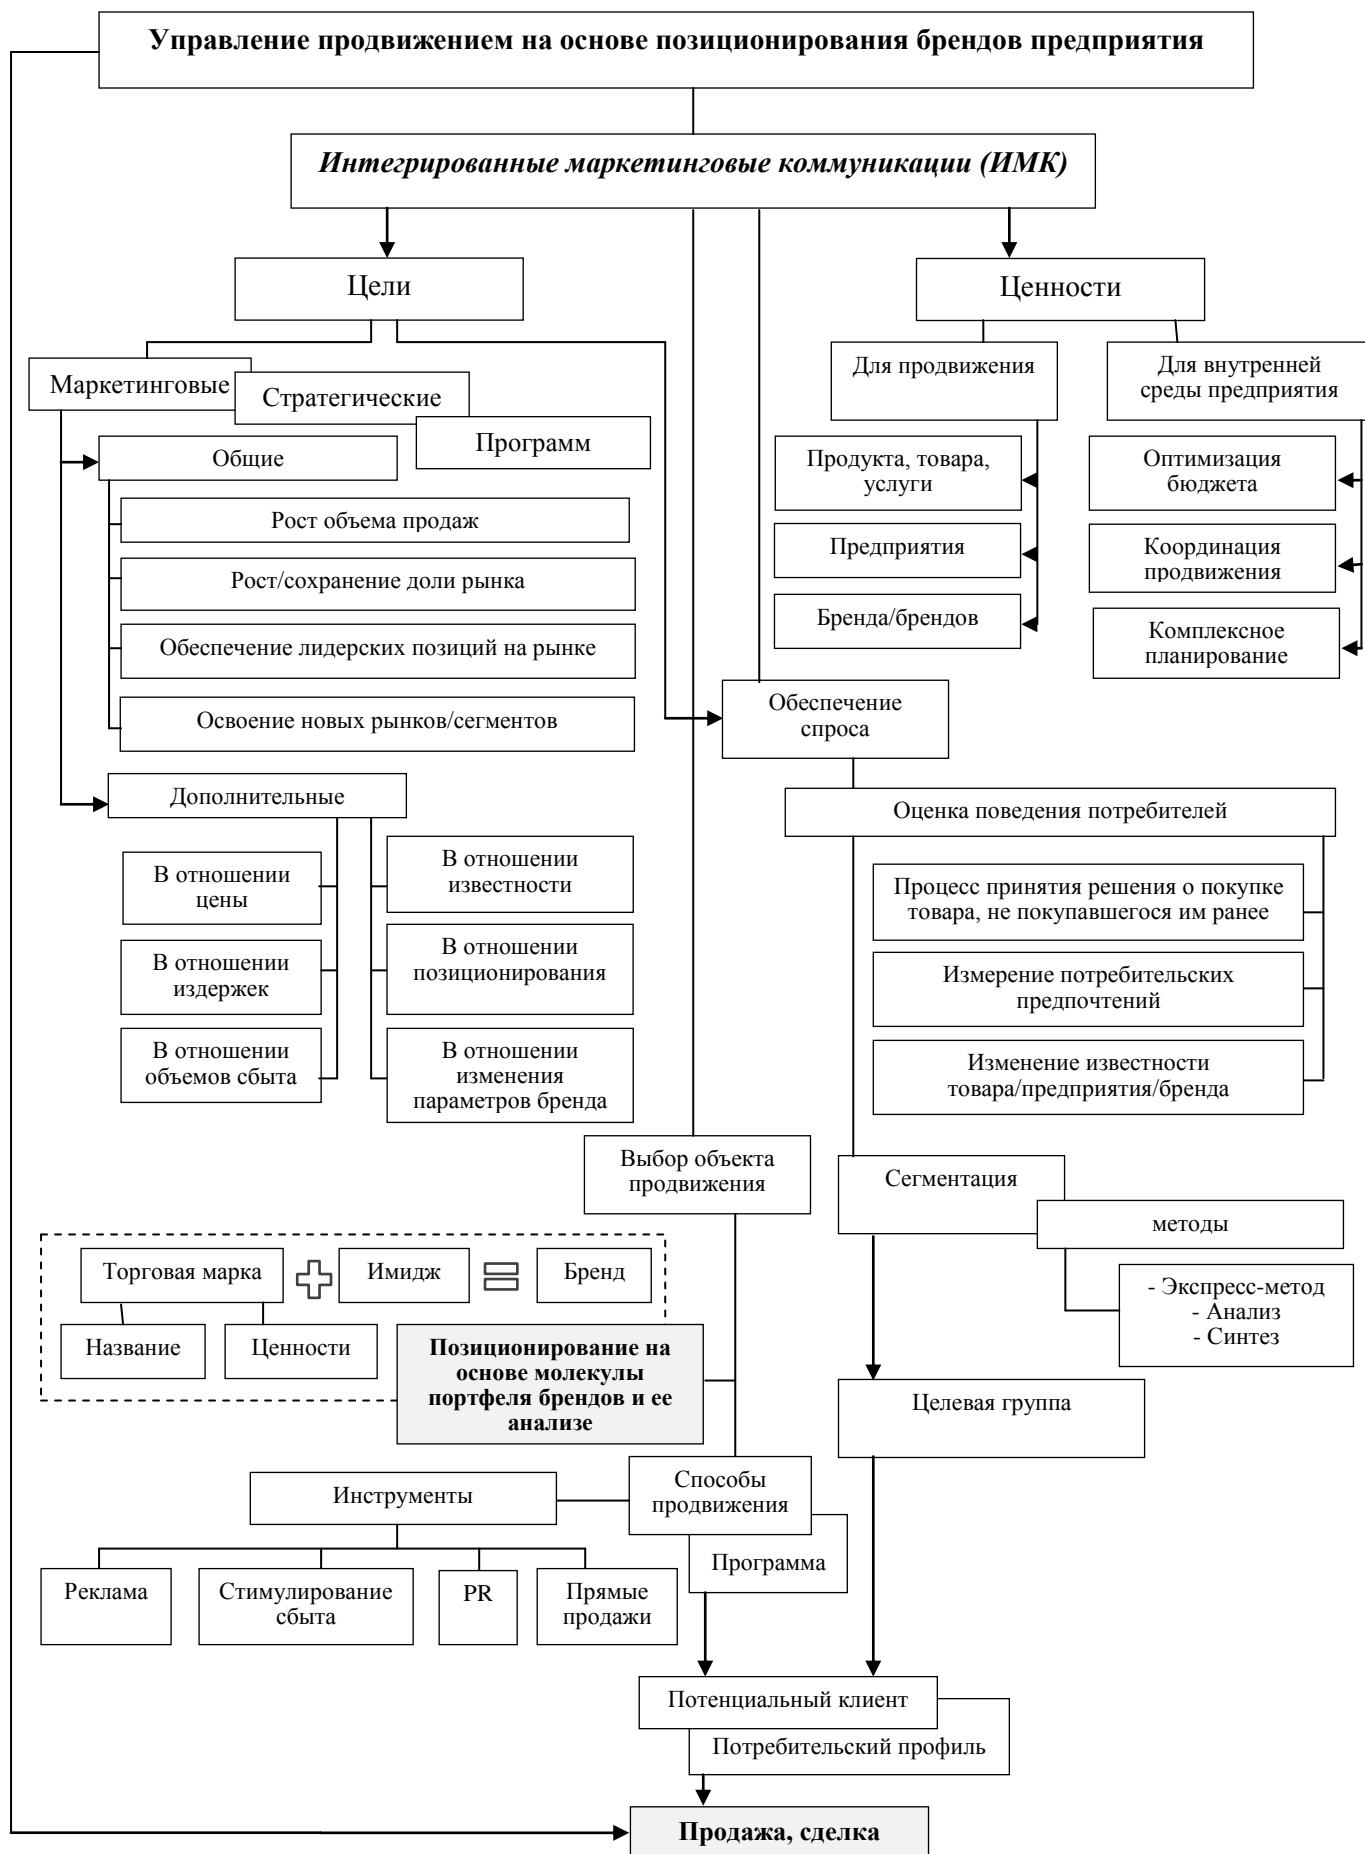 Управление продвижением на основе позиционирования брендов предприятия
Интегрированные маркетинговые коммуникации (ИМК)
Цели
Ценности
Маркетинговые
Стратегические
Программ
Для продвижения
Для внутренней
среды предприятия
Общие
Рост объема продаж
Рост/сохранение доли рынка
Обеспечение лидерских позиций на рынке
Освоение новых рынков/сегментов
Продукта, товара,
услуги
Предприятия
Бренда/брендов
Оптимизация
бюджета
Координация
продвижения
Комплексное
планирование
Обеспечение
спроса
Дополнительные
В отношении
цены
В отношении
издержек
В отношении
объемов сбыта
В отношении
известности
В отношении
позиционирования
В отношении
изменения
параметров бренда
Оценка поведения потребителей
Процесс принятия решения о покупке
товара, не покупавшегося им ранее
Измерение потребительских
предпочтений
Изменение известности
товара/предприятия/бренда
Выбор объекта
продвижения
Сегментация
методы
- Экспресс-метод
- Анализ
- Синтез
Торговая марка
Имидж
Бренд
Название
Ценности
Позиционирование на
основе молекулы
портфеля брендов и ее
анализе
Целевая группа
Способы
продвижения
Программа
Инструменты
Реклама
Стимулирование
сбыта
PR
Прямые
продажи
Потенциальный клиент
Потребительский профиль
Продажа, сделка